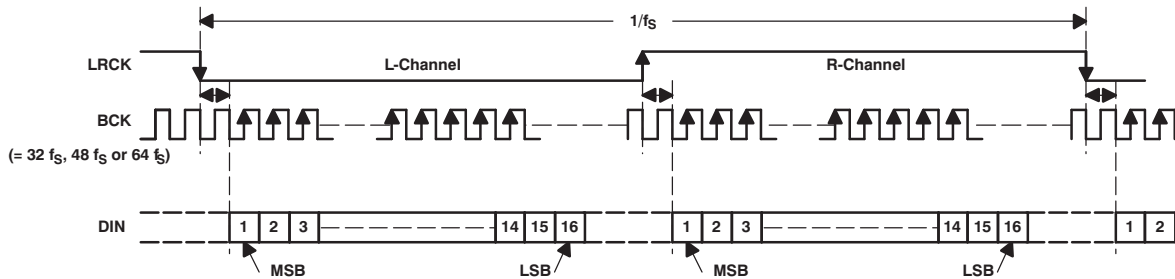 1/fS
LRCK
L-Channel
R-Channel
BCK
(= 32 fS, 48 fS or 64 fS)
DIN
1 2 3 14 15 16 1 2 3 14 15 16 1 2
MSB LSB MSB LSB